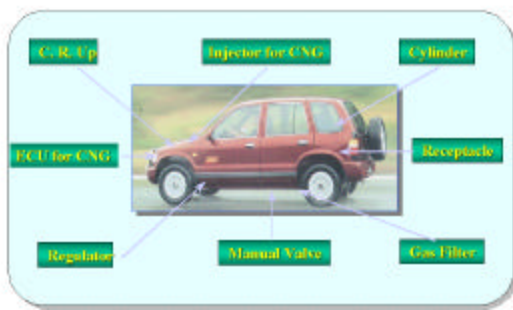 C. R. Up
Injector for CNG
Cylinder
ECU for CNG
Receptacle
Regulator
Manual Valve
Gas Filter